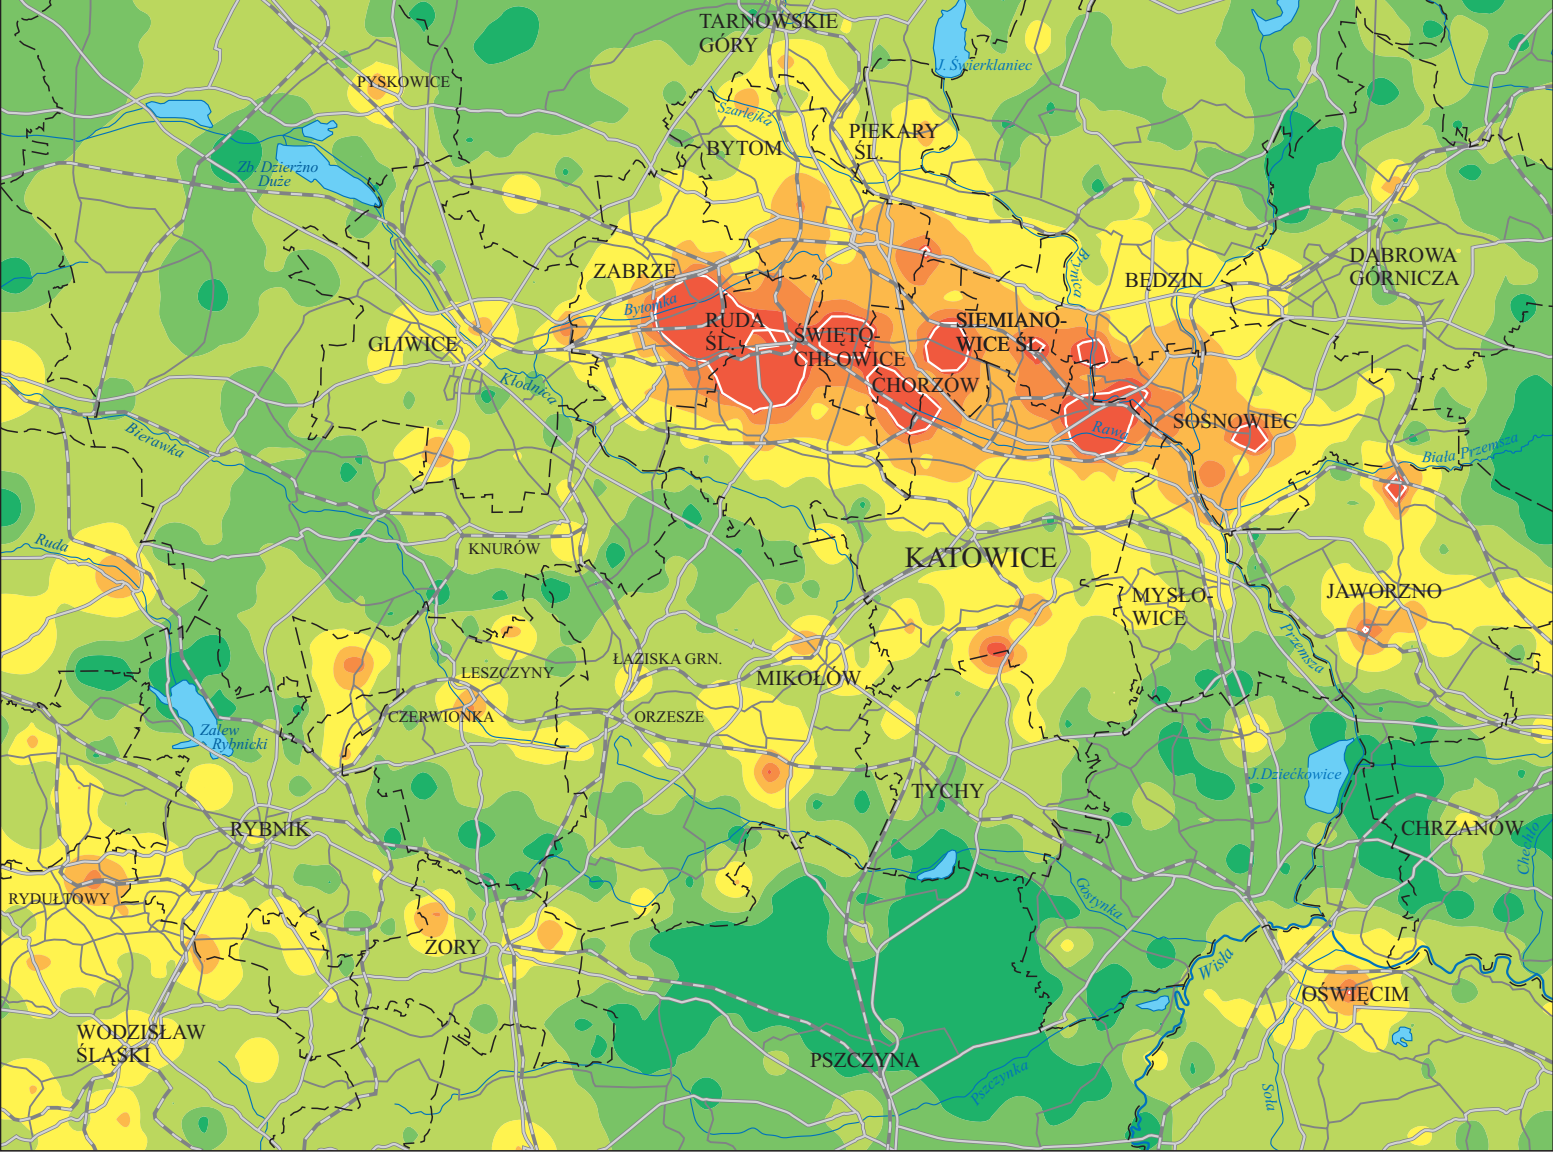 TARNOWSKIE
GÓRY
J. Świerklaniec
PYSKOWICE
Szarlejka
PIEKARY
ŚL.
BYTOM
Zb. Dzierżno
Duże
DĄBROWA
GÓRNICZA
Brynica
ZABRZE
BĘDZIN
Bytomka
RUDA
ŚL.
ŚWIĘTO-
CHŁOWICE
SIEMIANO-
WICE ŚL.
GLIWICE
CHORZÓW
Kłodnica
SOSNOWIEC
Rawa
Bierawka
Biała Przemsza
Ruda
KNURÓW
KATOWICE
MYSŁO-
WICE
JAWORZNO
Przemsza
ŁAZISKA GRN.
LESZCZYNY
MIKOŁÓW
CZERWIONKA
ORZESZE
Zalew
Rybnicki
J.Dziećkowice
TYCHY
RYBNIK
CHRZANÓW
Chechło
RYDUŁTOWY
Gostynka
ŻORY
Wisła
OŚWIĘCIM
WODZISŁAW
ŚLĄSKI
PSZCZYNA
Pszczynka
Soła